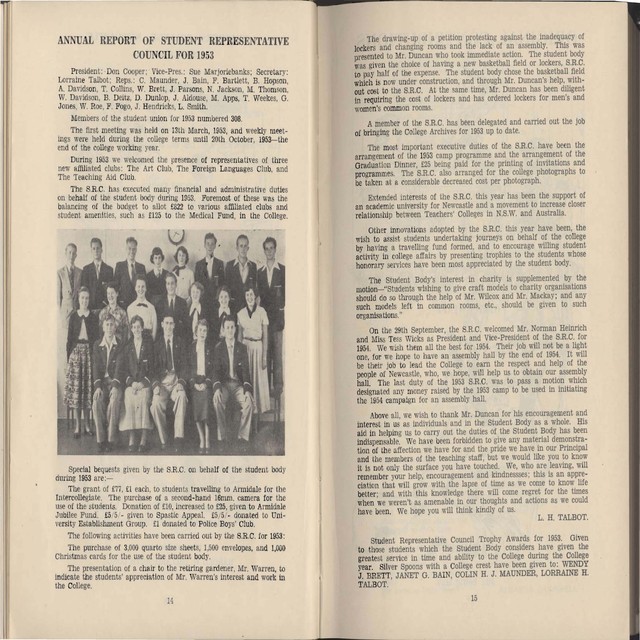 ANNUAL REPORT OF STUDENT REPRESENTATIVE
COUNCIL FOR 1953
President: Don Cooper; Vice-Pres.: Sue Marjoribanks; Secretary:
Lorraine Talbot; Reps.: C. Maunder, J. Bain, F. Bartlett, B. Hopson,
A. Davidson, T. Collins, W. Brett, J. Parsons, N. Jackson, M. Thomson,
W. Davidson, B. Deitz, D. Dunlop, J. Aldous, M. Apps, T. Weekes, G.
Jones, W. Roe, F. Pogo, J. Hendricks, L. Smith.
Members of the student union for 1953 numbered 308.
The first meeting was held on 13th March, 1953, and weekly meet-
ings were held during the college terms until 20th October, 1953—the
end of the college working year.
During 1953 we welcomed the presence of representatives of three
new affiliated clubs: The Art Club, The Foreign Languages Club, and
The Teaching Aid Club.
The S.R.C. has executed many financial and administrative duties
on behalf of the student body during 1953. Foremost of these was the
balancing of the budget to allot £622 to various affiliated clubs and
student amenities, such as £125 to the Medical Fund, in the College.
Special bequests given by the S.R.C. on behalf of the student body
during 1953 are:—
The grant of £77, £1 each, to students travelling to Armidale for the
Intercollegiate. The purchase of a second-hand 16mm. camera for the
use of the students. Donation of £10, increased to £25, given to Armidale
Jubilee Fund. £5/5/- given to Spastic Appeal. £5/5/- donated to Uni-
versity Establishment Group. £1 donated to Police Boys' Club.
The following activities have been carried out by the S.R.C. for 1953:
The purchase of 3,000 quarto size sheets, 1,500 envelopes, and 1,000
Christmas cards for the use of the student body.
The presentation of a chair to the retiring gardener, Mr. Warren, to
indicate the students' appreciation of Mr. Warren's interest and work in
the College.
14
The drawing-up of a petition protesting against the inadequacy of
lockers and changing rooms and the lack of an assembly. This was
presented to Mr. Duncan who took immediate action. The student body
was given the choice of having a new basketball field or lockers, S.R.C.
to pay half of the expense. The student body chose the basketball field
which is now under construction, and through Mr. Duncan's help, with-
out cost to the S.R.C. At the same time, Mr. Duncan has been diligent
in requiring the cost of lockers and has ordered lockers for men's and
women's common rooms.
A member of the S.R.C. has been delegated and carried out the job
of bringing the College Archives for 1953 up to date.
The most important executive duties of the S.R.C. have been the
arrangement of the 1953 camp programme and the arrangement of the
Graduation Dinner, £25 being paid for the printing of invitations and
programmes. The S.R.C. also arranged for the college photographs to
be taken at a considerable decreased cost per photograph.
Extended interests of the S.R.C. this year has been the support of
an academic university for Newcastle and a movement to increase closer
relationship between Teachers' Colleges in N.S.W. and Australia.
Other innovations adopted by the S.R.C. this year have been, the
wish to assist students undertaking journeys on behalf of the college
by having a travelling fund formed, and to encourage willing student
activity in college affairs by presenting trophies to the students whose
honorary services have been most appreciated by the student body.
The Student Body's interest in charity is supplemented by the
motion—"Students wishing to give craft models to charity organisations
should do so through the help of Mr. Wilcox and Mr. Mackay; and any
such models left in common rooms, etc., should be given to such
organisations."
On the 29th September, the S.R.C. welcomed Mr. Norman Heinrich
and Miss Tess Wicks as President and Vice-President of the S.R.C. for
1954. We wish them all the best for 1954. Their job will not be a light
one, for we hope to have an assembly hall by the end of 1954. It will
be their job to lead the College to earn the respect and help of the
people of Newcastle, who, we hope, will help us to obtain our assembly
hall. The last duty of the 1953 S.R.C. was to pass a motion which
designated any money raised by the 1953 camp to be used in initiating
the 1954 campaign for an assembly hall.
Above all, we wish to thank Mr. Duncan for his encouragement and
interest in us as individuals and in the Student Body as a whole. His
aid in helping us to carry out the duties of the Student Body has been
indispensable. We have been forbidden to give any material demonstra-
tion of the affection we have for and the pride we have in our Principal
and the members of the teaching staff, but we would like you to know
it is not only the surface you have touched. We, who are leaving, will
remember your help, encouragement and kindnesses; this is an appre-
ciation that will grow with the lapse of time as we come to know life
better; and with this knowledge there will come regret for the times
when we weren't as amenable in our thoughts and actions as we could
have been. We hope you will think kindly of us.
L. H. TALBOT.
Student Representative Council Trophy Awards for 1953. Given
to those students which the Student Body considers have given the
greatest service in time and ability to the College during the College
year. Silver Spoons with a College crest have been given to: WENDY
J. BRETT, JANET G. BAIN, COLIN H. J. MAUNDER, LORRAINE H.
TALBOT.
15